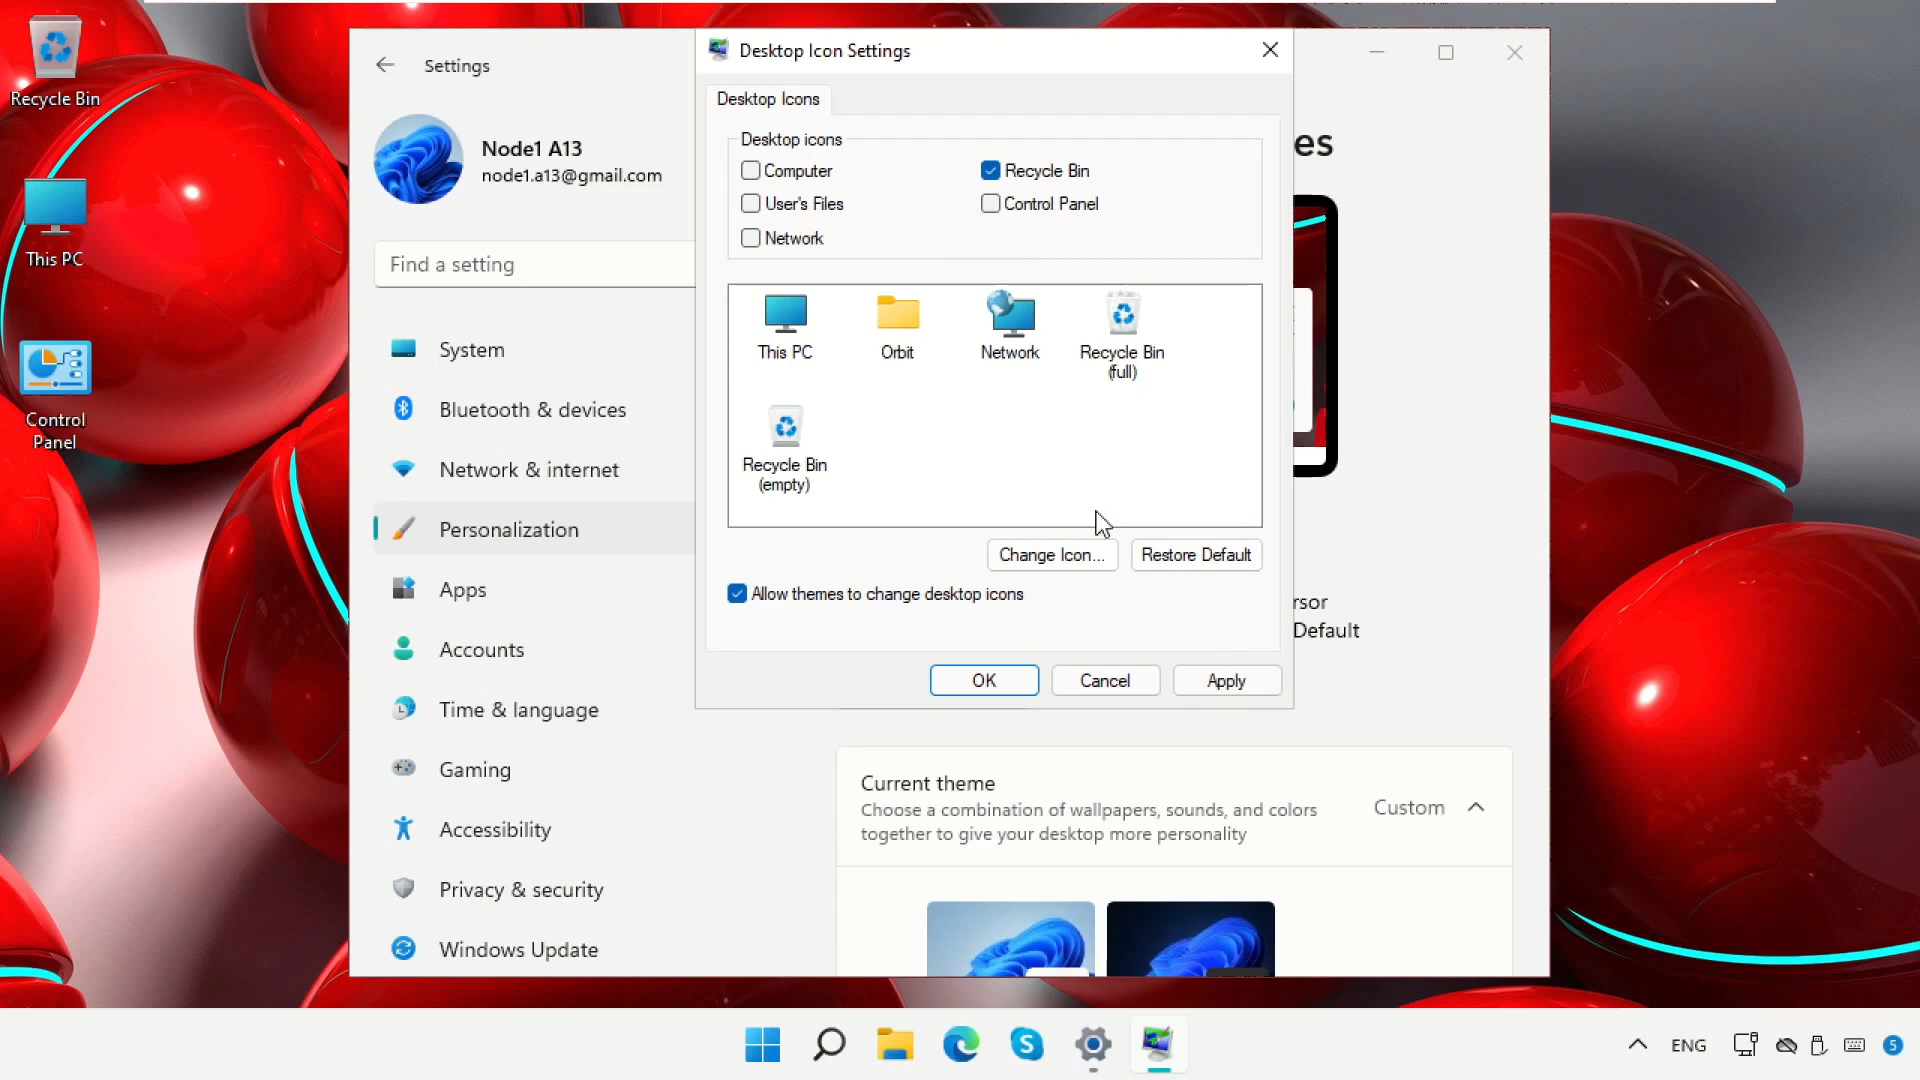 Recycle Bin
This PC
Control
Panel
Settings
Node1 A13
node1.a13@gmail.com
Find a setting
System
Bluetooth & devices
Network & internet
Personalization
Apps
Accounts
Time & language
Gaming
Accessibility
Privacy & security
Windows Update
Desktop Icon Settings
Desktop Icons
Desktop icons
Computer
Recycle Bin
User's Files
Control Panel
Network
This PC
Orbit
Network
Recycle Bin
(full)
Recycle Bin
(empty)
Change Icon...
Restore Default
Allow themes to change desktop icons
OK
Cancel
Apply
es
rsor
Default
Current theme
Choose a combination of wallpapers, sounds, and colors
together to give your desktop more personality
Custom
ENG
5